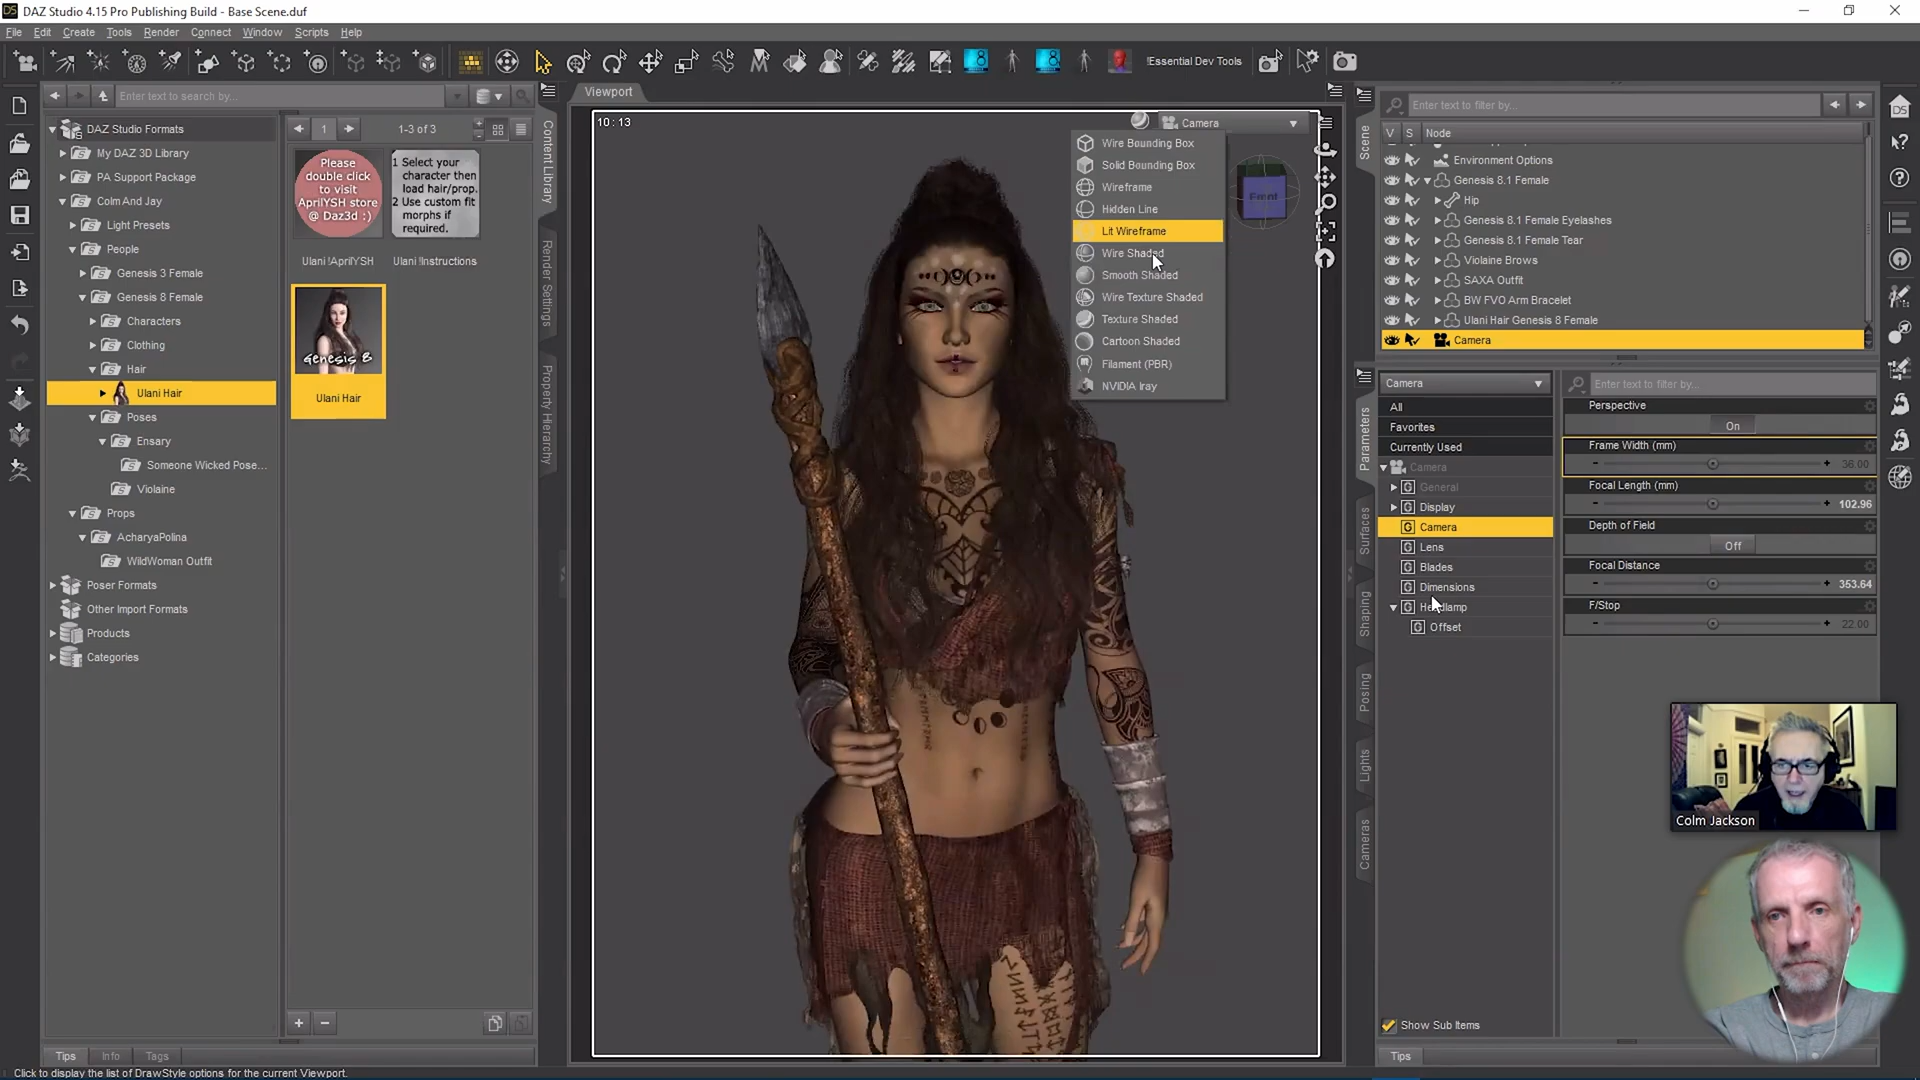 DAZ Studio 4.15 Pro Publishing Build - Base Scene.duf
File Edit Create Tools Render Connect Window Scripts Help
!Essential Dev Tools
Enter text to search by...
DAZ Studio Formats
My DAZ 3D Library
PA Support Package
Colm And Jay
Light Presets
People
Genesis 3 Female
Genesis 8 Female
Characters
Clothing
Hair
Ulani Hair
Poses
Ensary
Someone Wicked Pose...
Violaine
Props
AcharyaPolina
WildWoman Outfit
Poser Formats
Other Import Formats
Products
Categories
Tips Info Tags
Click to display the list of DrawStyle options for the current Viewport.
1 1-3 of 3
Please
double click
to visit
AprilYSH
store
@ Daz3d :)
Ulani !AprilYSH
1 Select your
character then
load hair/prop.
2 Use custom fit
morphs if
required.
Ulani !Instructions
Genesis 8
Ulani Hair
Content Library
Render Settings
Property Hierarchy
Viewport
10 : 13
Camera
Wire Bounding Box
Solid Bounding Box
Wireframe
Hidden Line
Lit Wireframe
Wire Shaded
Smooth Shaded
Wire Texture Shaded
Texture Shaded
Cartoon Shaded
Filament (PBR)
NVIDIA Iray
Front
Scene
Enter text to filter by...
V S Node
Environment Options
Genesis 8.1 Female
Hip
Genesis 8.1 Female Eyelashes
Genesis 8.1 Female Tear
Violaine Brows
SAXA Outfit
BW FVO Arm Bracelet
Ulani Hair Genesis 8 Female
Camera
Parameters
Surfaces
Shaping
Posing
Lights
Cameras
Camera
All
Favorites
Currently Used
Camera
General
Display
Camera
Lens
Blades
Dimensions
Headlamp
Offset
Show Sub Items
Tips
Enter text to filter by...
Perspective
On
Frame Width (mm)
36.00
Focal Length (mm)
102.96
Depth of Field
Off
Focal Distance
353.64
F/Stop
22.00
Colm Jackson